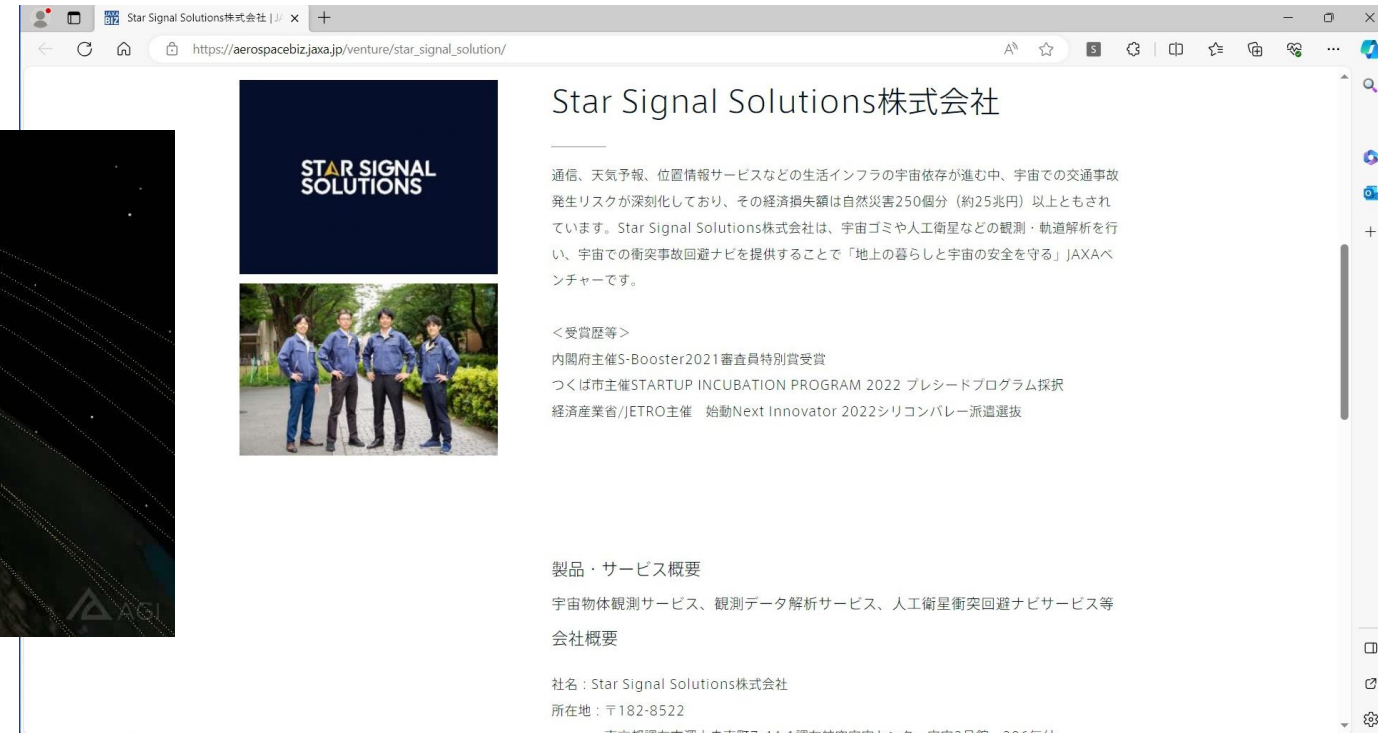 Star Signal Solutions株式会社 | J
https://aerospacebiz.jaxa.jp/venture/star_signal_solution/
STAR SIGNAL
SOLUTIONS
Star Signal Solutions株式会社
通信、天気予報、位置情報サービスなどの生活インフラの宇宙依存が進む中、宇宙での交通事故
発生リスクが深刻化しており、その経済損失額は自然災害250個分（約25兆円）以上ともされ
ています。Star Signal Solutions株式会社は、宇宙ゴミや人工衛星などの観測・軌道解析を行
い、宇宙での衝突事故回避ナビを提供することで「地上の暮らしと宇宙の安全を守る」JAXAベ
ンチャーです。
＜受賞歴等＞
内閣府主催S-Booster2021審査員特別賞受賞
つくば市主催STARTUP INCUBATION PROGRAM 2022 プレシードプログラム採択
経済産業省/JETRO主催　始動Next Innovator 2022シリコンバレー派遣選抜
AGI
製品・サービス概要
宇宙物体観測サービス、観測データ解析サービス、人工衛星衝突回避ナビサービス等
会社概要
社名：Star Signal Solutions株式会社
所在地：〒182-8522